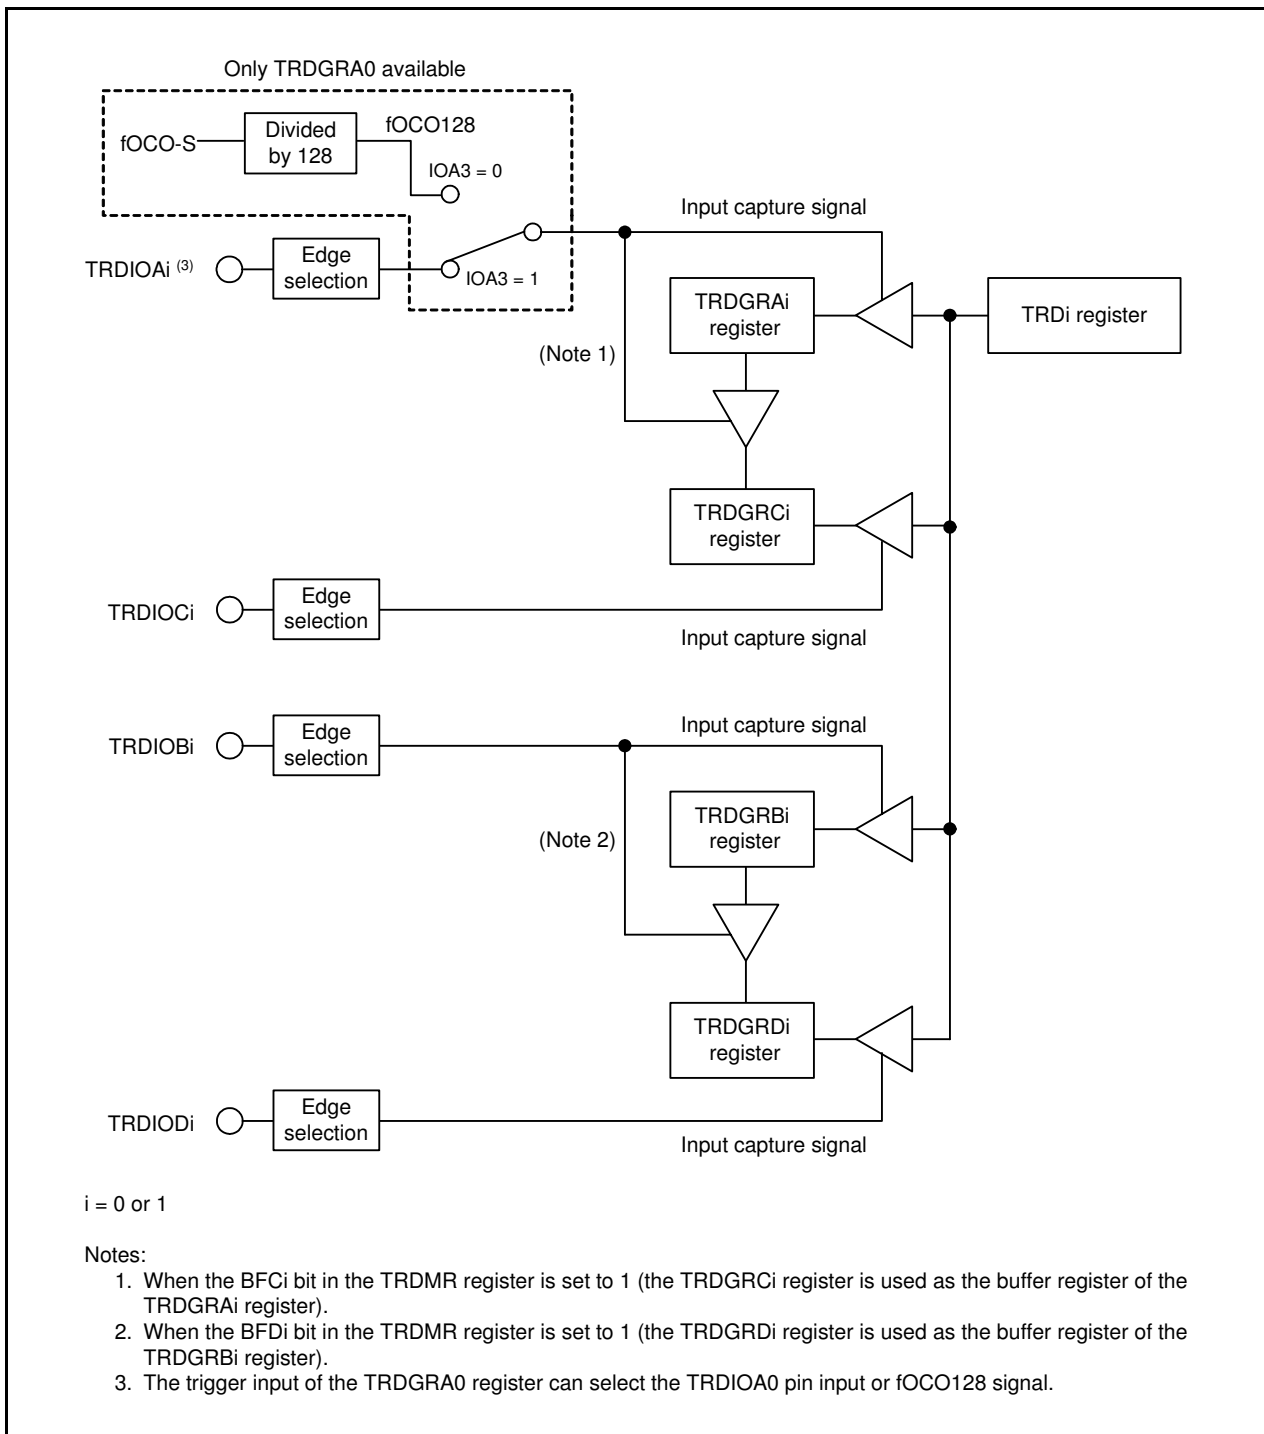 Only TRDGRA0 available
fOCO-S
Divided
by 128
fOCO128
IOA3 = 0
Input capture signal
TRDIOAi (3)
Edge
selection
IOA3 = 1
TRDGRAi
register
TRDi register
(Note 1)
TRDGRCi
register
TRDIOCi
Edge
selection
Input capture signal
TRDIOBi
Edge
selection
Input capture signal
TRDGRBi
register
(Note 2)
TRDGRDi
register
TRDIODi
Edge
selection
Input capture signal
i = 0 or 1
Notes:
1. When the BFCi bit in the TRDMR register is set to 1 (the TRDGRCi register is used as the buffer register of the
TRDGRAi register).
2. When the BFDi bit in the TRDMR register is set to 1 (the TRDGRDi register is used as the buffer register of the
TRDGRBi register).
3. The trigger input of the TRDGRA0 register can select the TRDIOA0 pin input or fOCO128 signal.